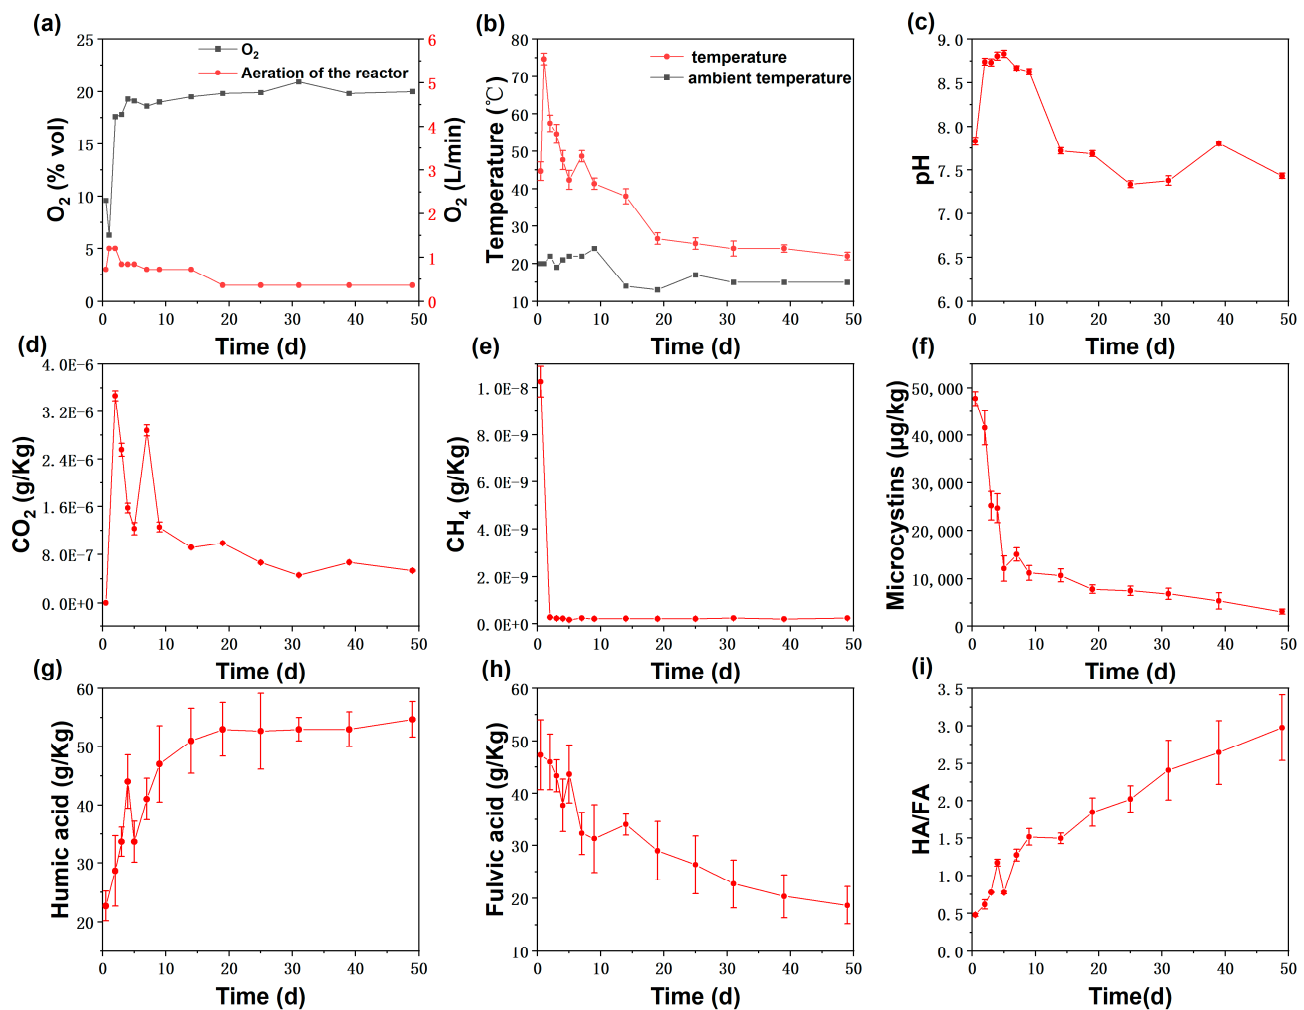 (a)
O2 (% vol)
25
20
15
10
5
0
O2
Aeration of the reactor
6
5
4
3
2
1
0
O2 (L/min)
0 10 20 30 40 50
Time (d)
(b)
Temperature (℃)
80
70
60
50
40
30
20
10
temperature
ambient temperature
0 10 20 30 40 50
Time (d)
(c)
pH
9.0
8.5
8.0
7.5
7.0
6.5
6.0
0 10 20 30 40 50
Time (d)
(d)
CO2 (g/Kg)
4.0E-6
3.2E-6
2.4E-6
1.6E-6
8.0E-7
0.0E+0
0 10 20 30 40 50
Time (d)
(e)
CH4 (g/Kg)
1.0E-8
8.0E-9
6.0E-9
4.0E-9
2.0E-9
0.0E+0
0 10 20 30 40 50
Time (d)
(f)
Microcystins (μg/kg)
50,000
40,000
30,000
20,000
10,000
0
0 10 20 30 40 50
Time (d)
(g)
Humic acid (g/Kg)
60
50
40
30
20
0 10 20 30 40 50
Time (d)
(h)
Fulvic acid (g/Kg)
60
50
40
30
20
10
0 10 20 30 40 50
Time (d)
(i)
HA/FA
3.5
3.0
2.5
2.0
1.5
1.0
0.5
0.0
0 10 20 30 40 50
Time(d)